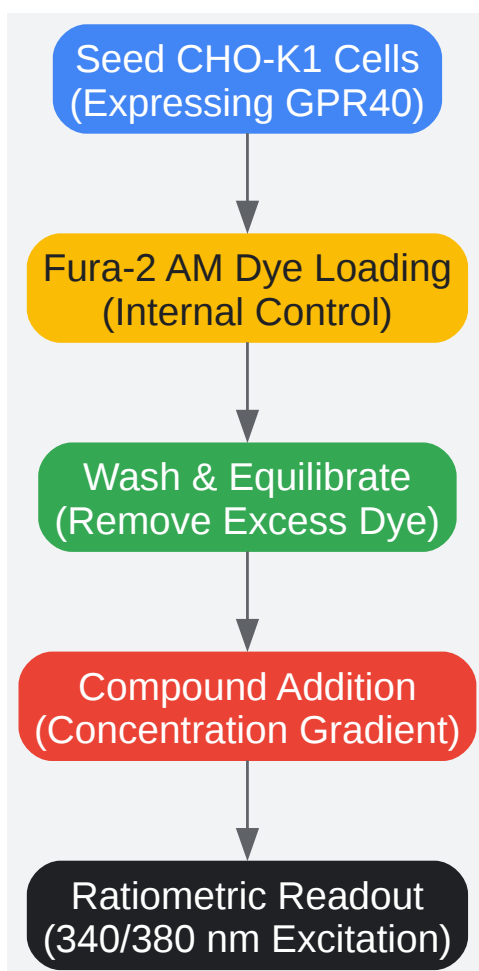 Seed CHO-K1 Cells
(Expressing GPR40)
Fura-2 AM Dye Loading
(Internal Control)
Wash & Equilibrate
(Remove Excess Dye)
Compound Addition
(Concentration Gradient)
Ratiometric Readout
(340/380 nm Excitation)